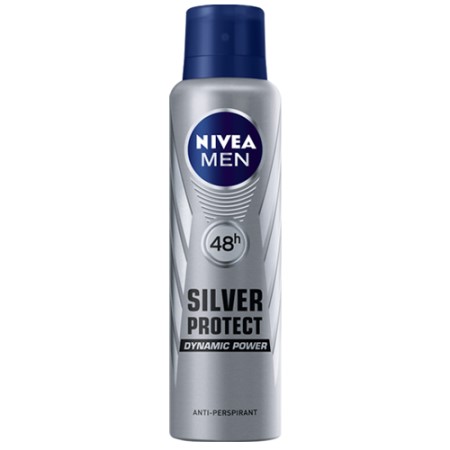 NIVEA
MEN
48h
SILVER
PROTECT
DYNAMIC POWER
ANTI-PERSPIRANT